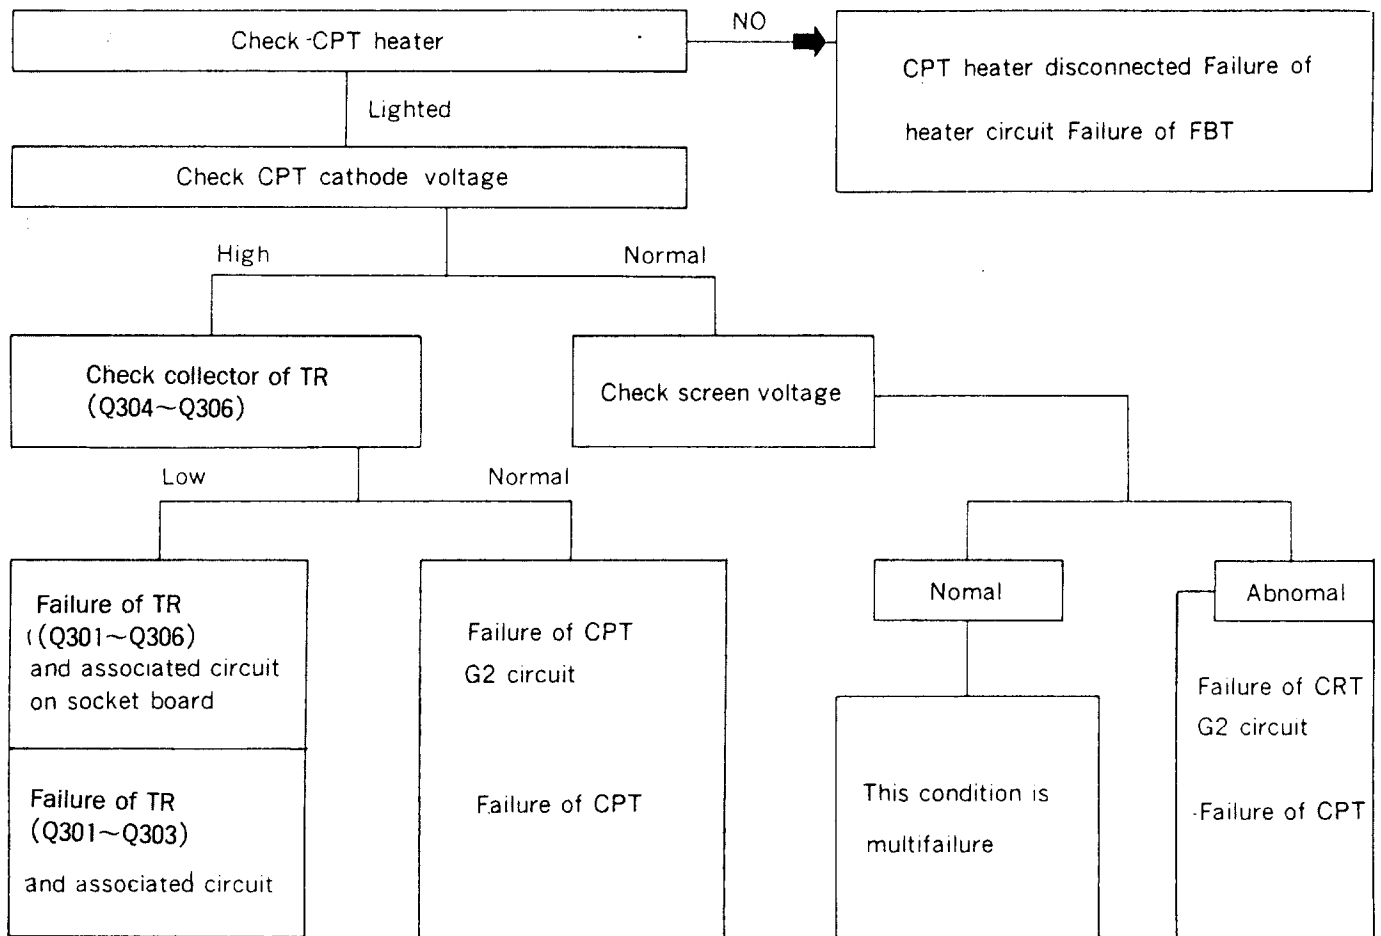 Check CPT heater
NO
CPT heater disconnected Failure of
heater circuit Failure of FBT
Lighted
Check CPT cathode voltage
High
Normal
Check collector of TR
(Q304~Q306)
Check screen voltage
Low
Normal
Failure of TR
(Q301~Q306)
and associated circuit
on socket board
Failure of TR
(Q301~Q303)
and associated circuit
Failure of CPT
G2 circuit
Failure of CPT
Nomal
This condition is
multifailure
Abnomal
Failure of CRT
G2 circuit
Failure of CPT